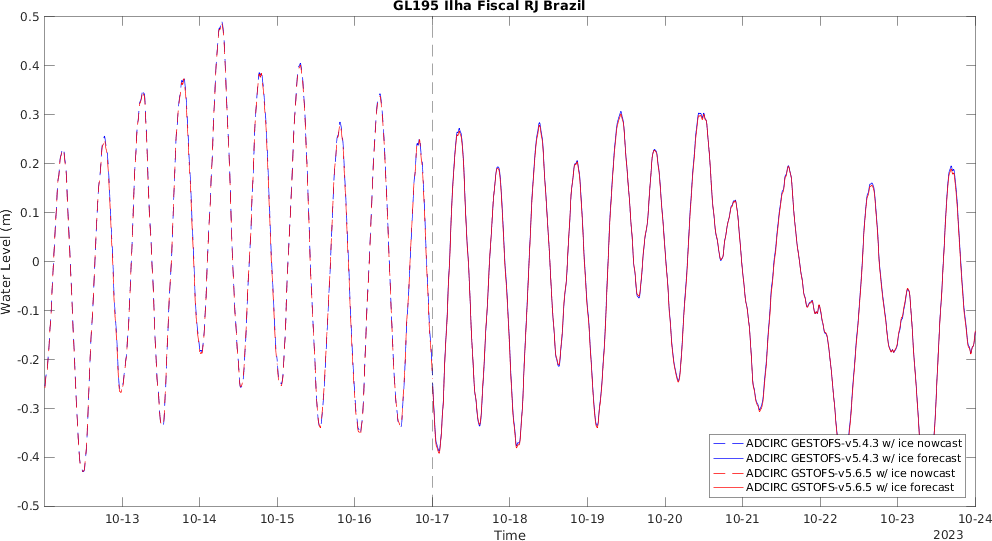 GL195 Ilha Fiscal RJ Brazil
0.5
0.4
0.3
0.2
0.1
0
-0.1
-0.2
-0.3
-0.4
-0.5
Water Level (m)
ADCIRC GESTOFS-v5.4.3 w/ ice nowcast
ADCIRC GESTOFS-v5.4.3 w/ ice forecast
ADCIRC GSTOFS-v5.6.5 w/ ice nowcast
ADCIRC GSTOFS-v5.6.5 w/ ice forecast
10-13 10-14 10-15 10-16 10-17 10-18 10-19 10-20 10-21 10-22 10-23 10-24
Time
2023